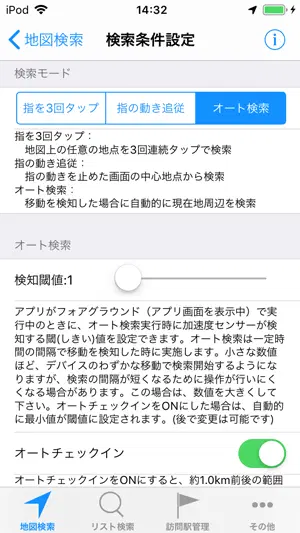 iPod 14:32
地図検索 検索条件設定
検索モード
指を3回タップ 指の動き追従 オート検索
指を3回タップ：
地図上の任意の地点を3回連続タップで検索
指の動き追従：
指の動きを止めた画面の中心地点から検索
オート検索：
移動を検知した場合に自動的に現在地周辺を検索
オート検索
検知閾値:1
アプリがフォアグラウンド（アプリ画面を表示中）で実
行中のときに、オート検索実行時に加速度センサーが検
知する閾(しきい)値を設定できます。オート検索は一定時
間の間隔で移動を検知した時に実施します。小さな数値
ほど、デバイスのわずかな移動で検索開始するようにな
りますが、検索の間隔が短くなるために操作が行いにく
くなる場合があります。この場合は、数値を大きくして
下さい。オートチェックインをONにした場合は、自動的
に最小値が閾値に設定されます。(後で変更は可能です)
オートチェックイン
オートチェックインをONにすると、約1.0km前後の範囲
地図検索 リスト検索 訪問駅管理 その他